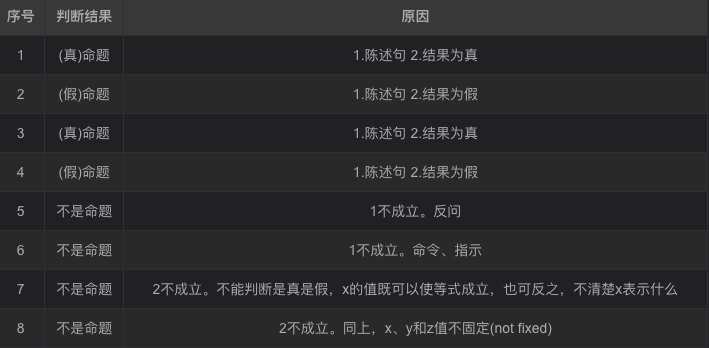 序号 判断结果 原因
1 (真)命题 1.陈述句 2.结果为真
2 (假)命题 1.陈述句 2.结果为假
3 (真)命题 1.陈述句 2.结果为真
4 (假)命题 1.陈述句 2.结果为假
5 不是命题 1不成立。反问
6 不是命题 1不成立。命令、指示
7 不是命题 2不成立。不能判断是真是假，x的值既可以使等式成立，也可反之，不清楚x表示什么
8 不是命题 2不成立。同上，x、y和z值不固定(not fixed)